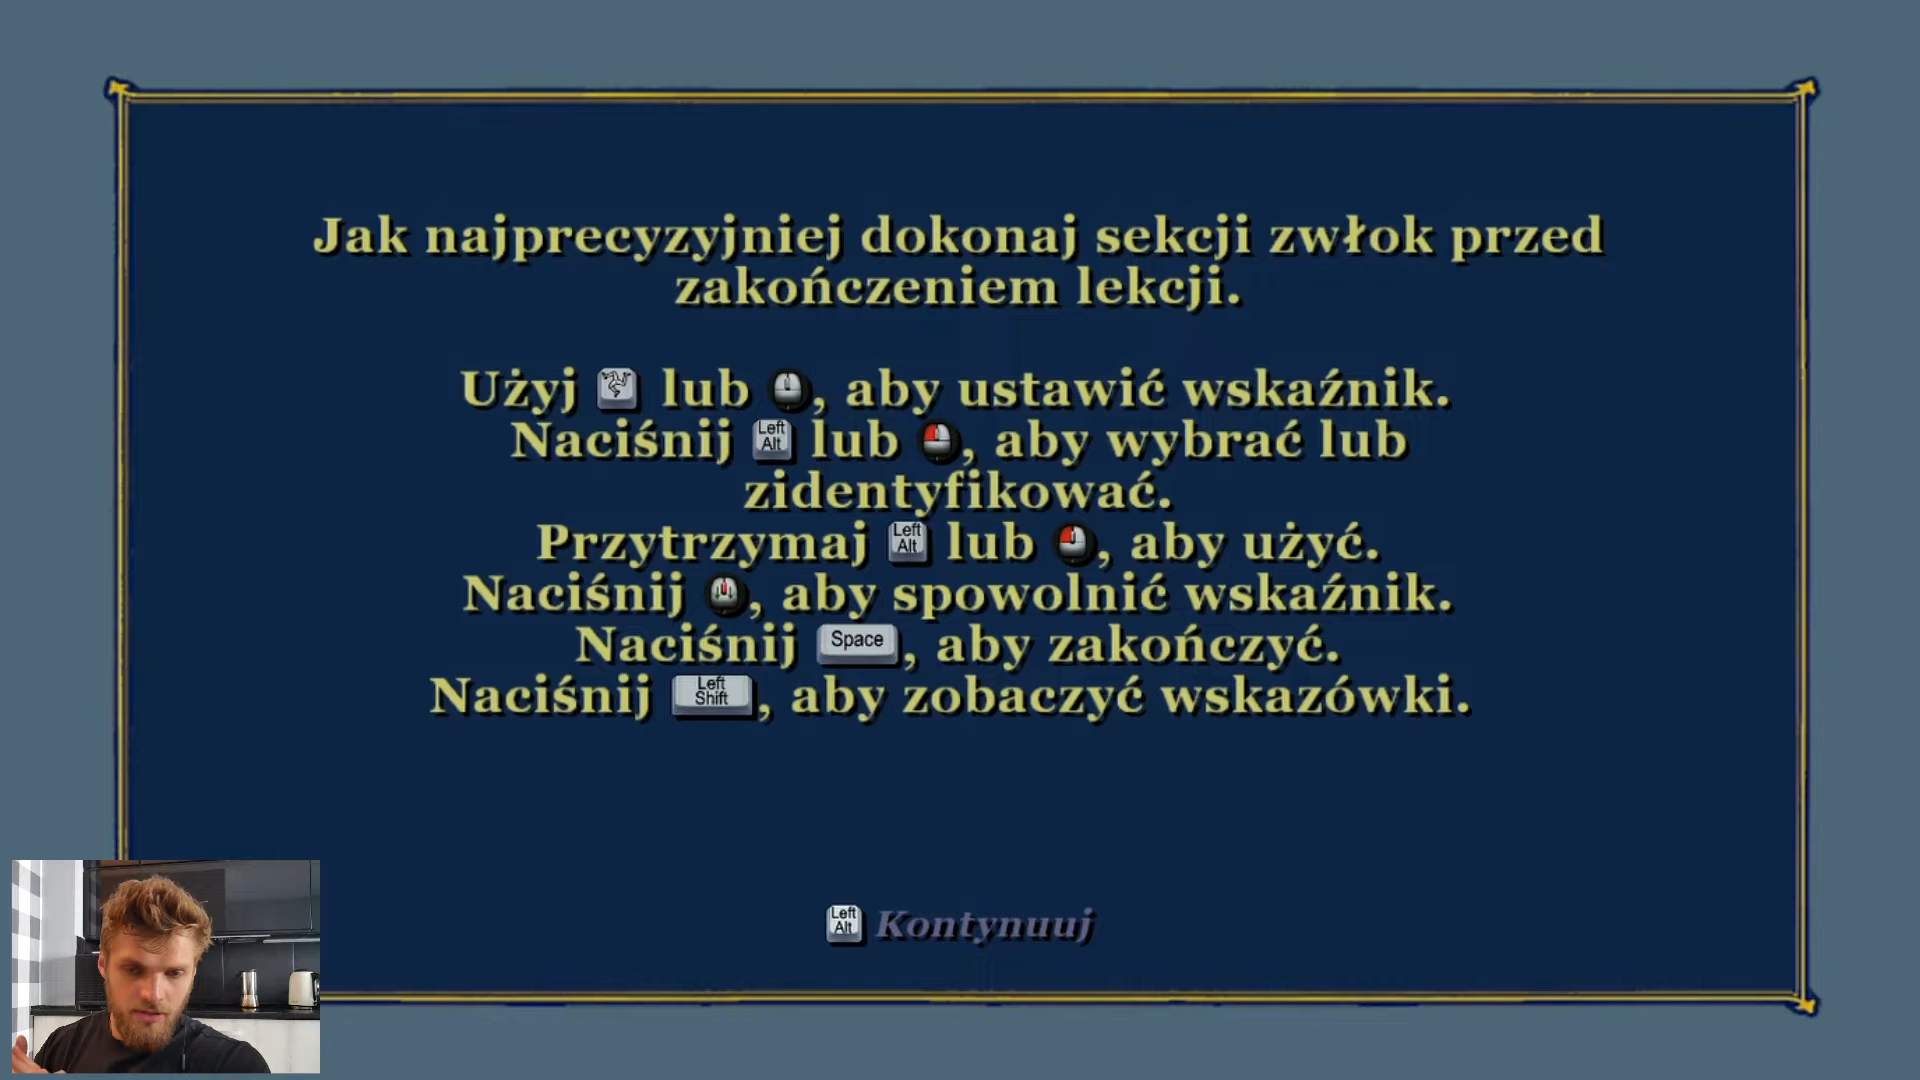 Jak najprecyzyjniej dokonaj sekcji zwłok przed
zakończeniem lekcji.
Użyj lub , aby ustawić wskaźnik.
Naciśnij Left Alt lub , aby wybrać lub
zidentyfikować.
Przytrzymaj Left Alt lub , aby użyć.
Naciśnij , aby spowolnić wskaźnik.
Naciśnij Space , aby zakończyć.
Naciśnij Left Shift , aby zobaczyć wskazówki.
Left Alt Kontynuuj